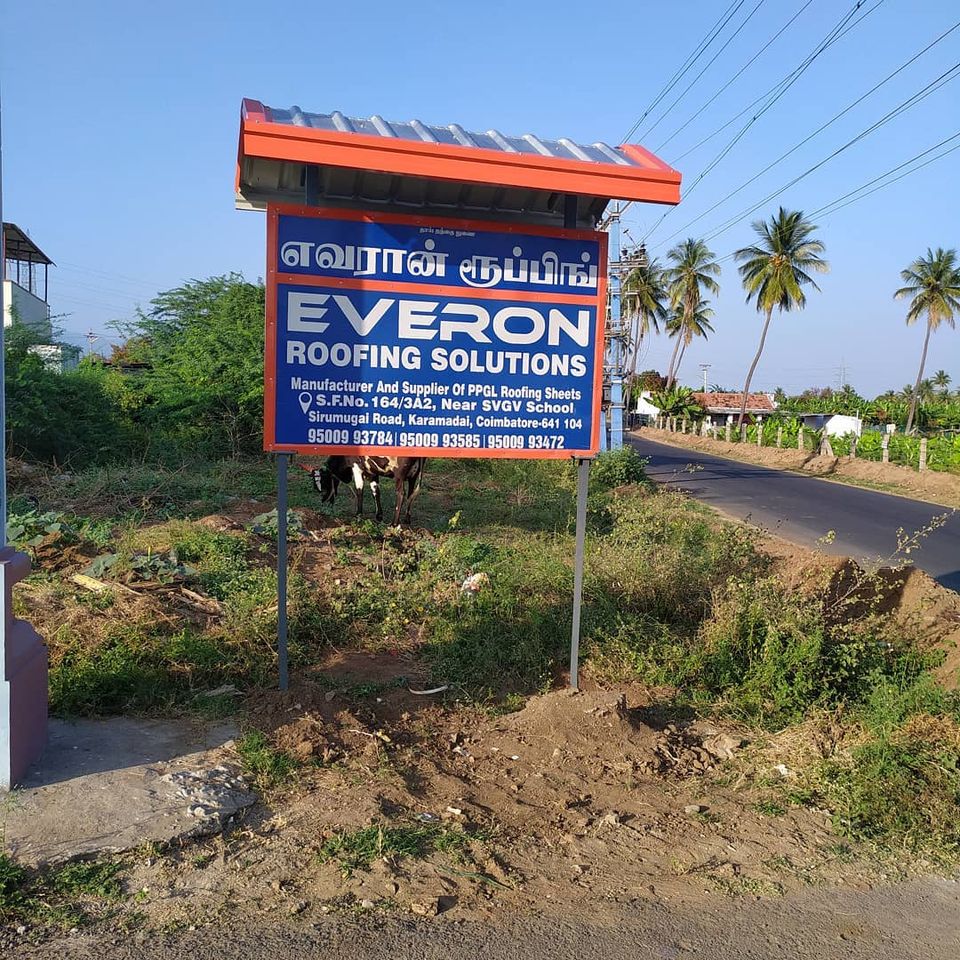 தாய் தந்தை துணை
எவரான் ரூப்பிங்
EVERON
ROOFING SOLUTIONS
Manufacturer And Supplier Of PPGL Roofing Sheets
S.F.No. 164/3A2, Near SVGV School
Sirumugai Road, Karamadai, Coimbatore-641 104
95009 93784 | 95009 93585 | 95009 93472